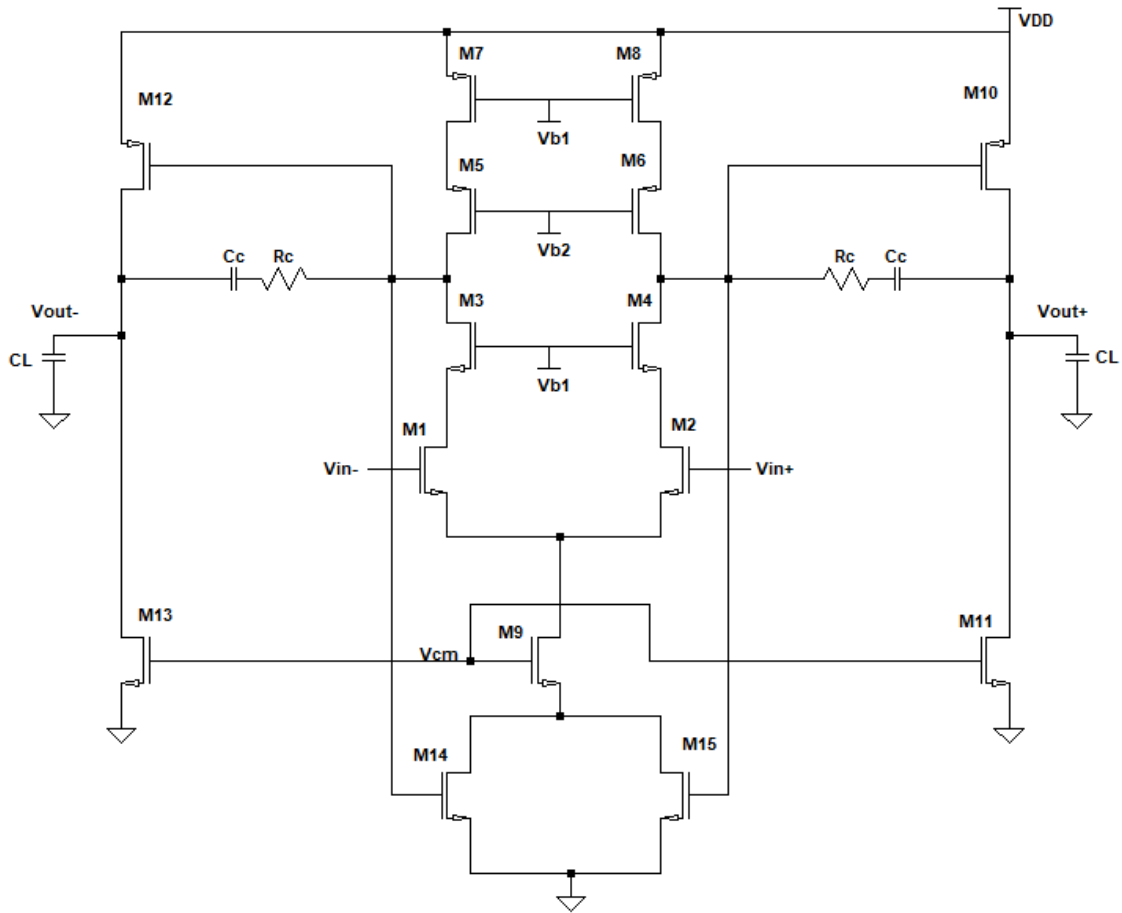 VDD
M7
M8
M12
M10
Vb1
M5
M6
Vb2
Cc
Rc
Rc
Cc
M3
M4
Vout-
Vout+
CL
CL
Vb1
M1
M2
Vin-
Vin+
M13
M9
M11
Vcm
M14
M15